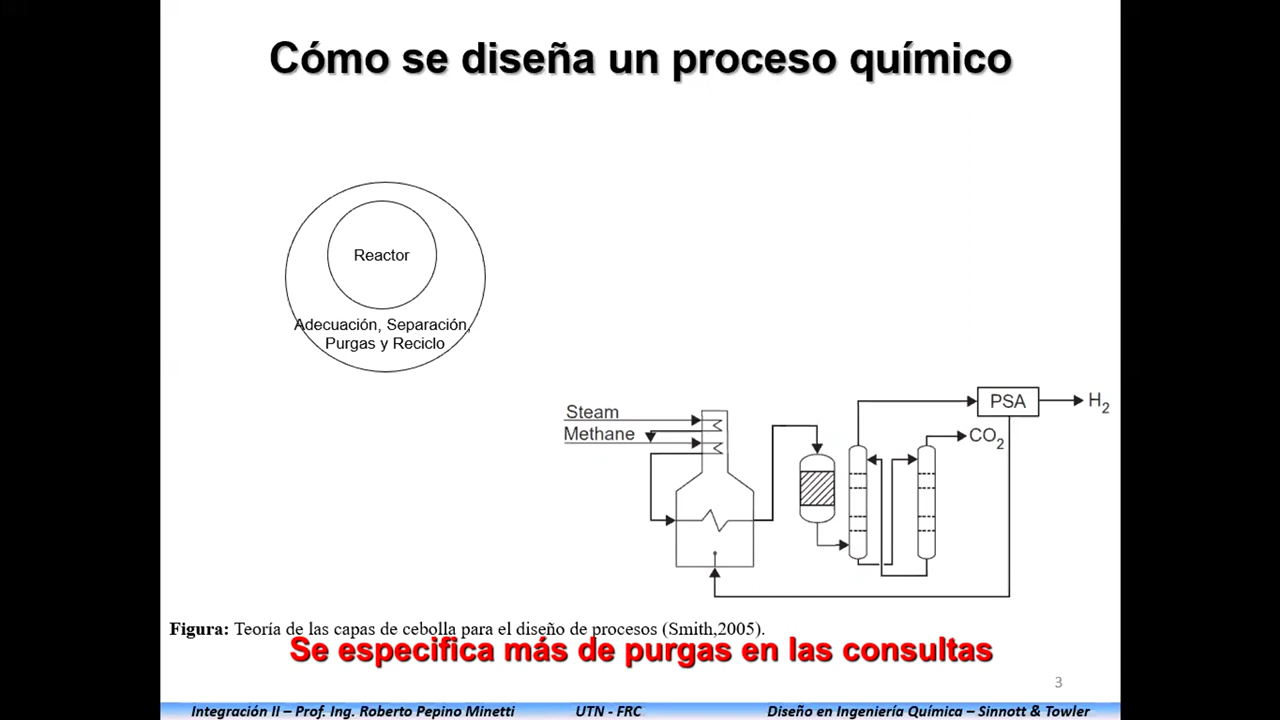 Cómo se diseña un proceso químico
Reactor
Adecuación, Separación,
Purgas y Reciclo
Steam
Methane
PSA
H2
CO2
Figura: Teoría de las capas de cebolla para el diseño de procesos (Smith,2005).
Se especifica más de purgas en las consultas
3
Integración II – Prof. Ing. Roberto Pepino Minetti UTN - FRC Diseño en Ingeniería Química – Sinnott & Towler